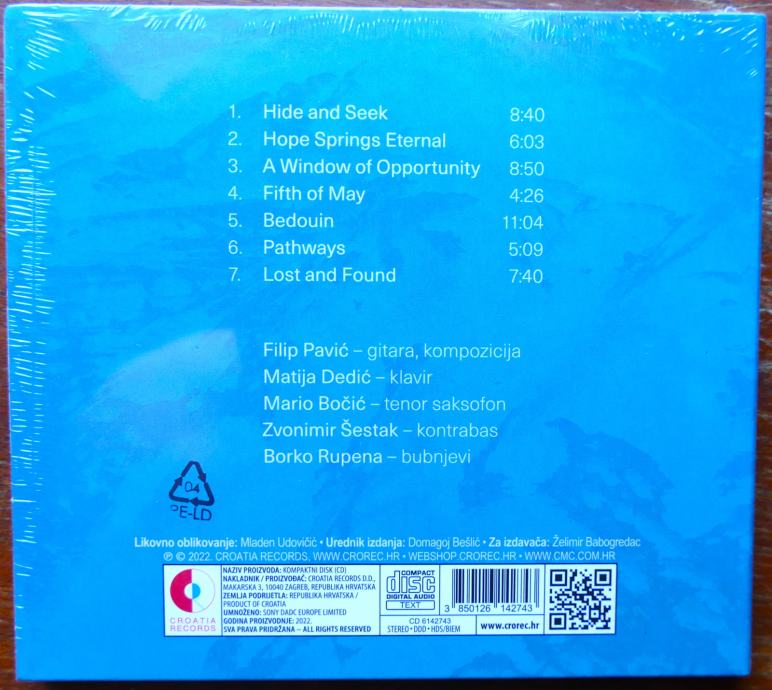 1. Hide and Seek 8:40
2. Hope Springs Eternal 6:03
3. A Window of Opportunity 8:50
4. Fifth of May 4:26
5. Bedouin 11:04
6. Pathways 5:09
7. Lost and Found 7:40
Filip Pavić – gitara, kompozicija
Matija Dedić – klavir
Mario Bočić – tenor saksofon
Zvonimir Šestak – kontrabas
Borko Rupena – bubnjevi
04
PE-LD
Likovno oblikovanje: Mladen Udovičić • Urednik izdanja: Domagoj Bešlić • Za izdavača: Želimir Babogredac
℗ © 2022. CROATIA RECORDS, WWW.CROREC.HR • WEBSHOP.CROREC.HR • WWW.CMC.COM.HR
CROATIA
RECORDS
NAZIV PROIZVODA: KOMPAKTNI DISK (CD)
NAKLADNIK / PROIZVOĐAČ: CROATIA RECORDS D.D.,
MAKARSKA 3, 10040 ZAGREB, REPUBLIKA HRVATSKA
ZEMLJA PODRIJETLA: REPUBLIKA HRVATSKA /
PRODUCT OF CROATIA
UMNOŽENO: SONY DADC EUROPE LIMITED
GODINA PROIZVODNJE: 2022.
SVA PRAVA PRIDRŽANA – ALL RIGHTS RESERVED
COMPACT
disc
DIGITAL AUDIO
TEXT
CD 6142743
STEREO • DDD • HDS/BIEM
3 850126 142743
www.crorec.hr